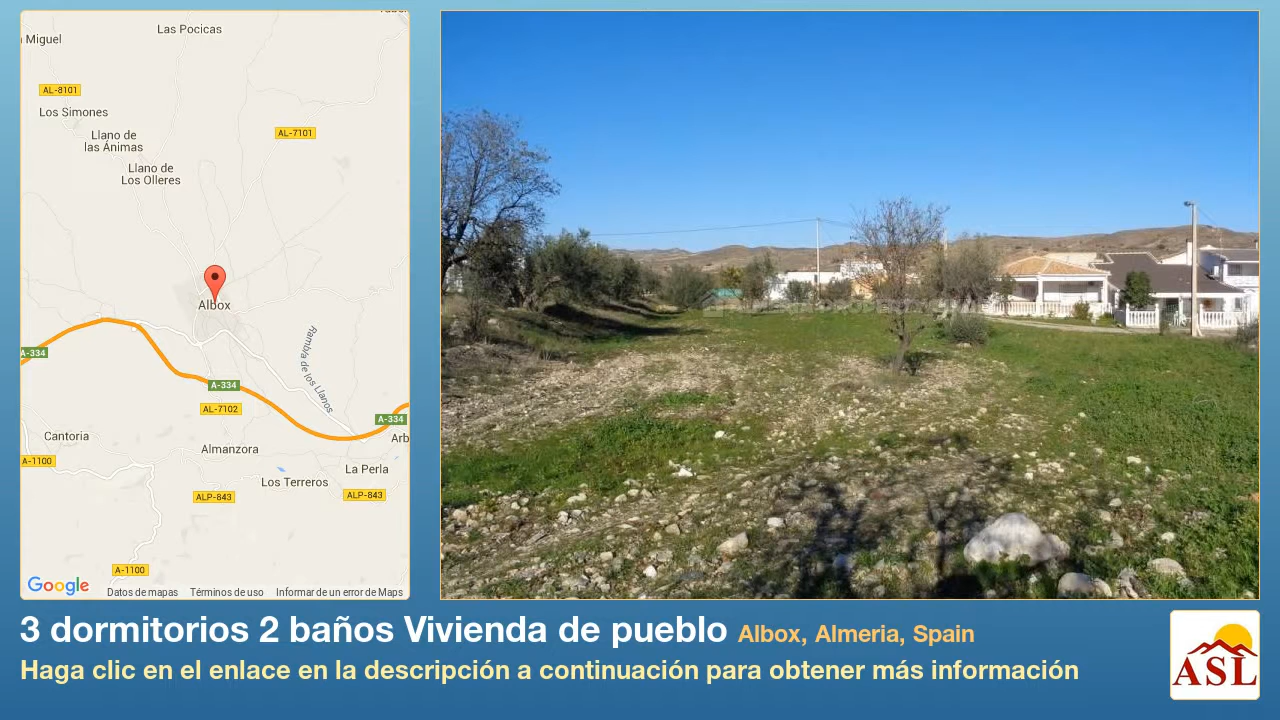 Taber
Las Pocicas
Miguel
AL-8101
Los Simones
Llano de
las Ánimas
AL-7101
Llano de
Los Olleres
Albox
Rambla de los Llanos
A-334
A-334
AL-7102
A-334
Cantoria
Almanzora
Arb
A-1100
La Perla
Los Terreros
ALP-843
ALP-843
A-1100
Google
Datos de mapas Términos de uso Informar de un error de Maps
3 dormitorios 2 baños Vivienda de pueblo Albox, Almeria, Spain
Haga clic en el enlace en la descripción a continuación para obtener más información
ASL